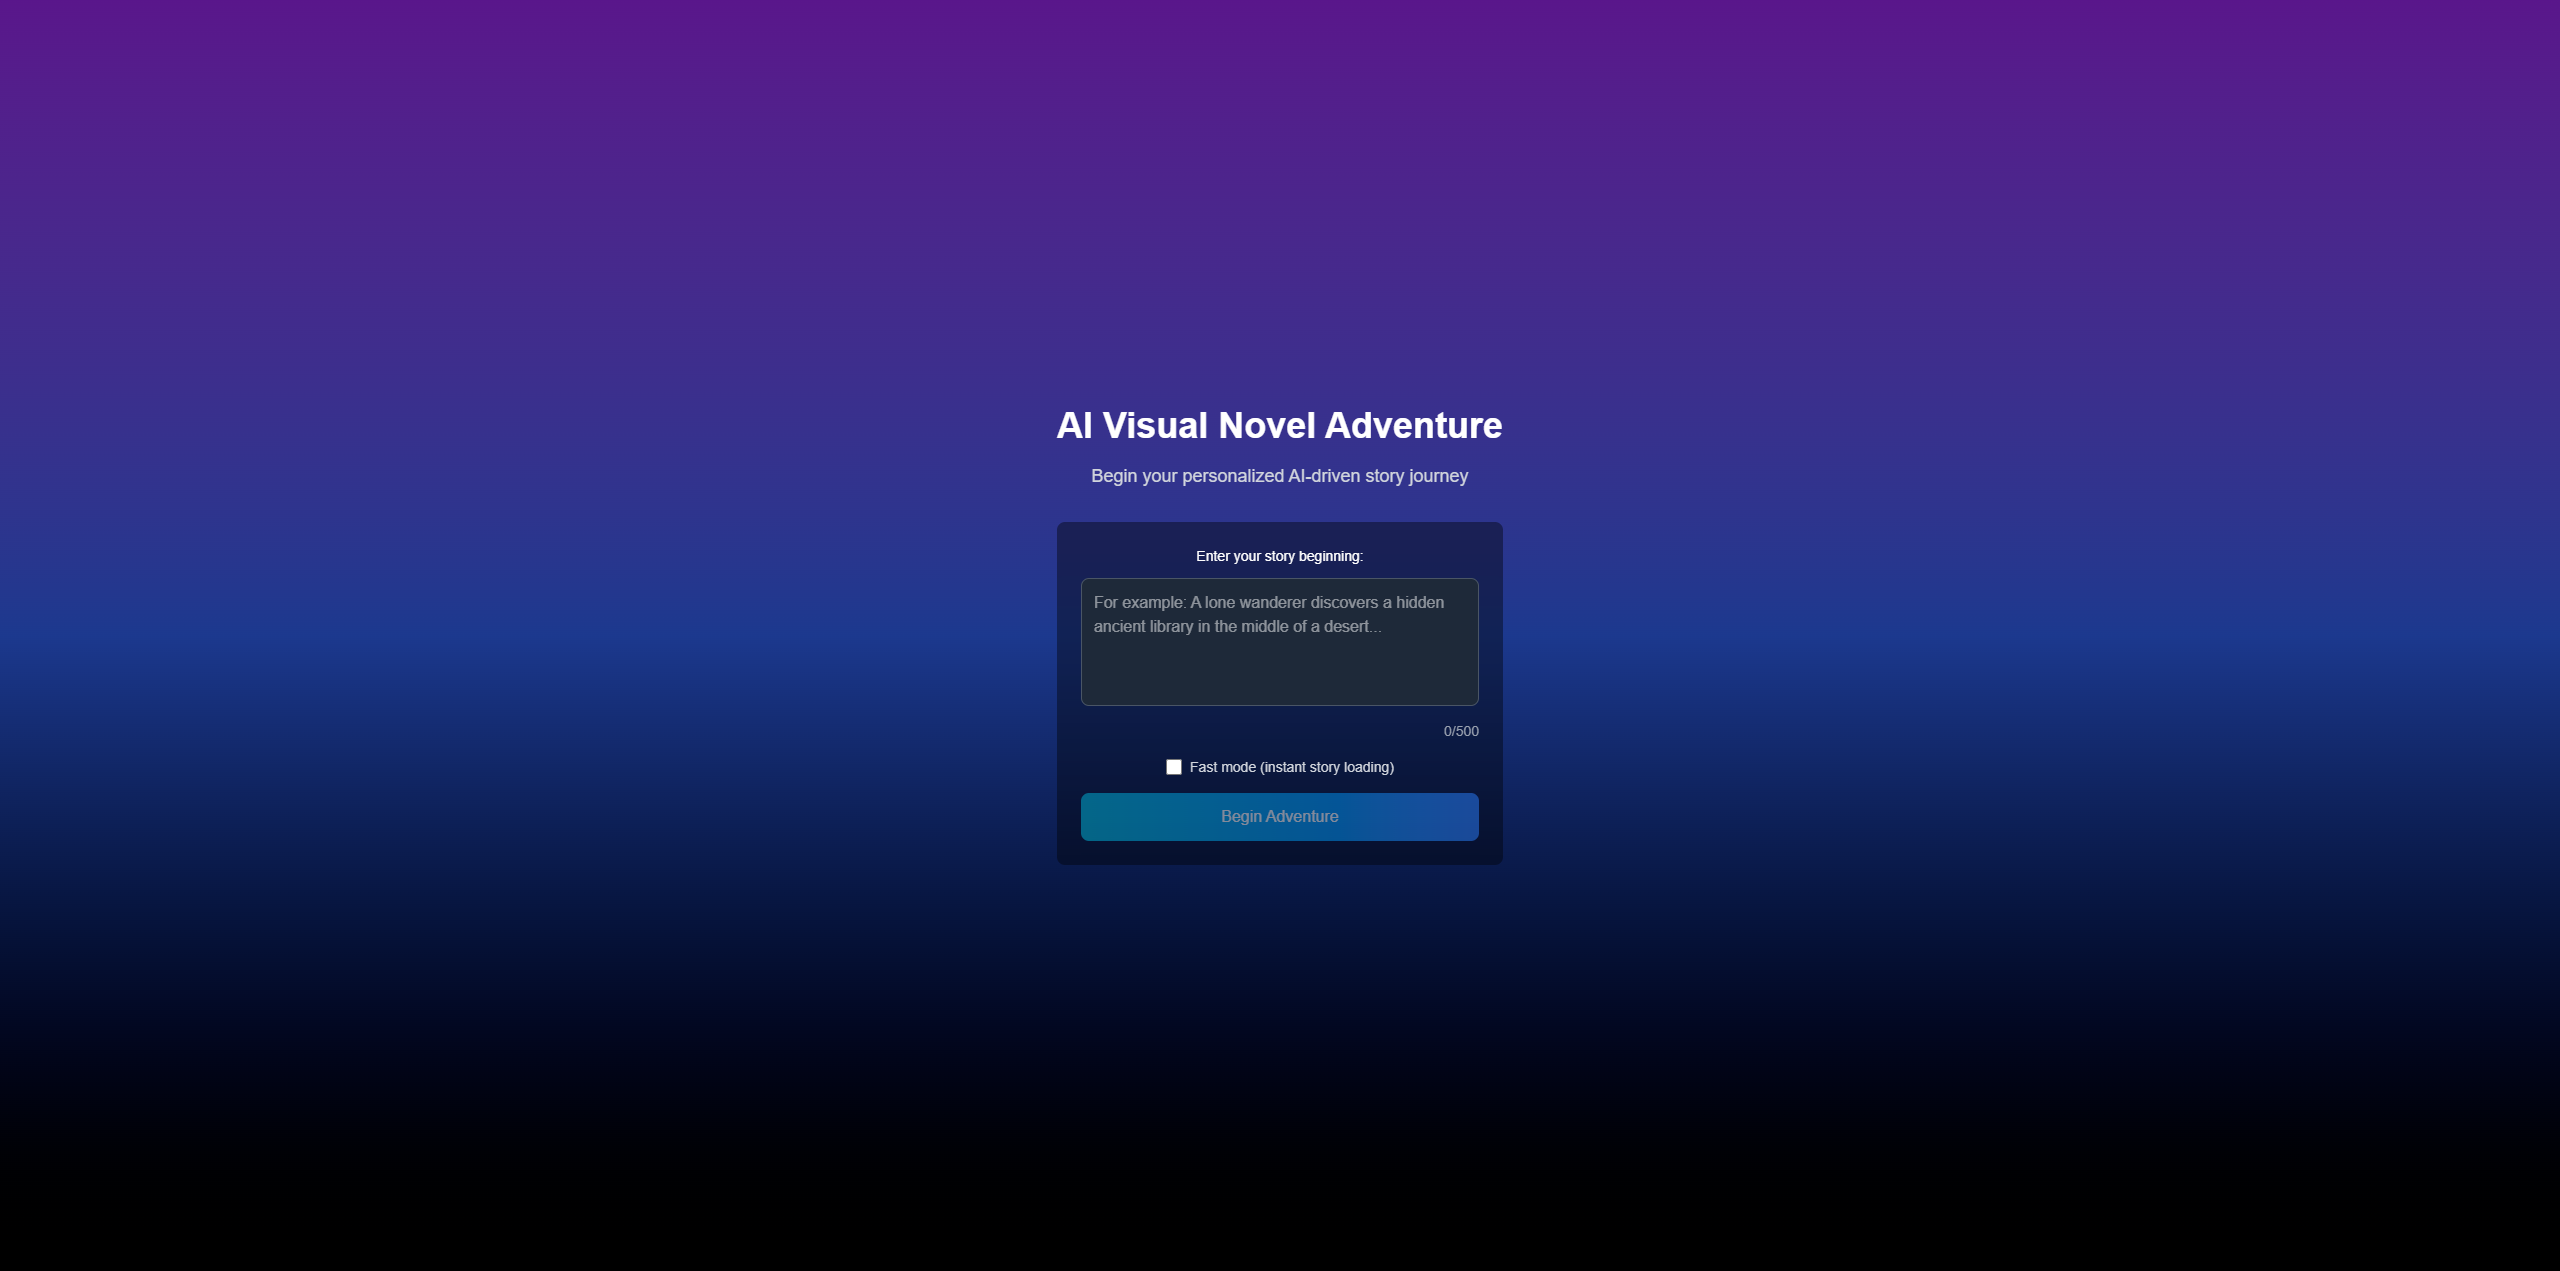 AI Visual Novel Adventure
Begin your personalized AI-driven story journey
Enter your story beginning:
For example: A lone wanderer discovers a hidden
ancient library in the middle of a desert...
0/500
Fast mode (instant story loading)
Begin Adventure